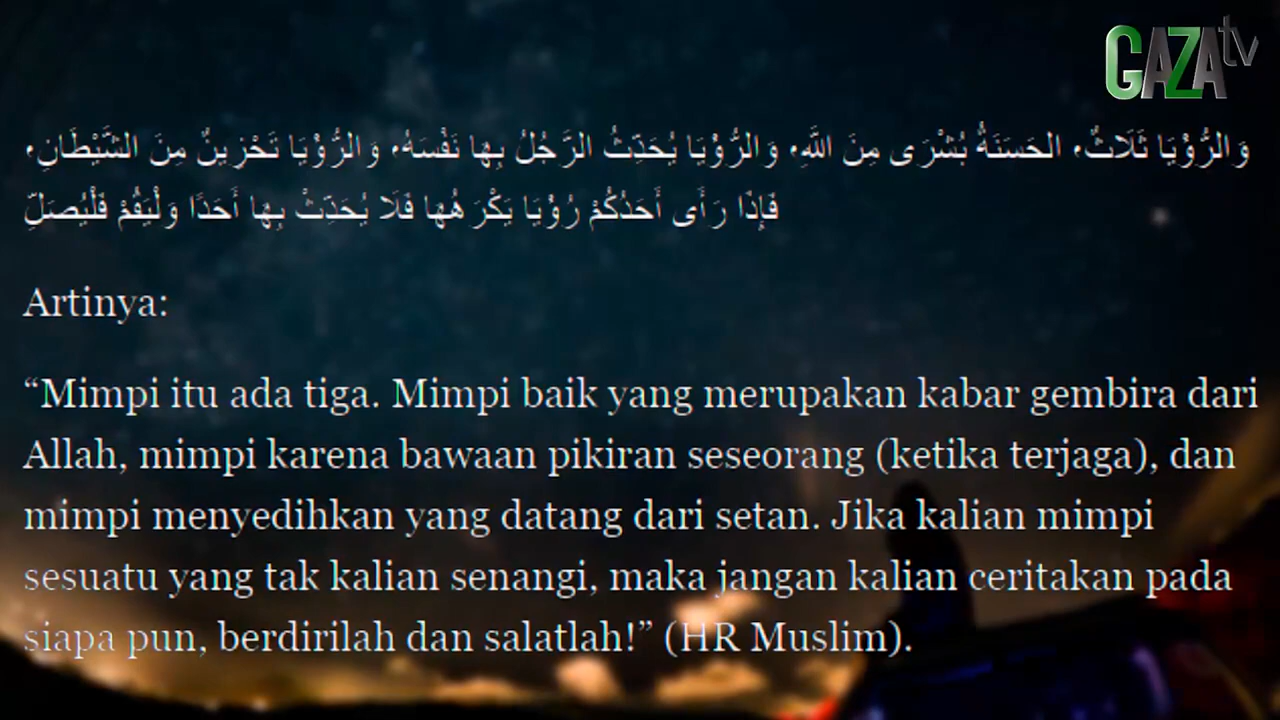 GAZAtv
وَالرُّؤْيَا ثَلَاثٌ، الحَسَنَةُ بُشْرَى مِنَ اللَّهِ، وَالرُّؤْيَا يُحَدِّثُ الرَّجُلُ بِهَا نَفْسَهُ، وَالرُّؤْيَا تَحْزِينٌ مِنَ الشَّيْطَانِ،
فَإِذَا رَأَى أَحَدُكُمْ رُؤْيَا يَكْرَهُهَا فَلَا يُحَدِّثْ بِهَا أَحَدًا وَلْيَقُمْ فَلْيُصَلِّ
Artinya:
“Mimpi itu ada tiga. Mimpi baik yang merupakan kabar gembira dari
Allah, mimpi karena bawaan pikiran seseorang (ketika terjaga), dan
mimpi menyedihkan yang datang dari setan. Jika kalian mimpi
sesuatu yang tak kalian senangi, maka jangan kalian ceritakan pada
siapa pun, berdirilah dan salatlah!” (HR Muslim).